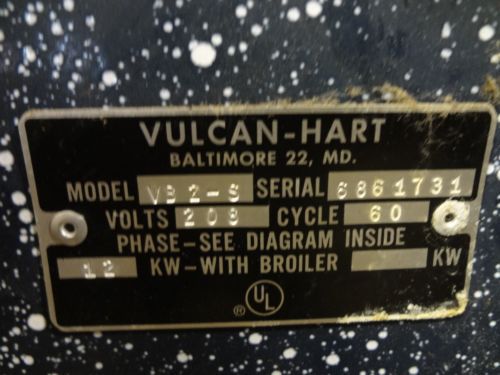 VULCAN-HART
BALTIMORE 22, MD.
MODEL VB2-S SERIAL 6861731
VOLTS 208 CYCLE 60
PHASE-SEE DIAGRAM INSIDE
12 KW-WITH BROILER KW
® UL